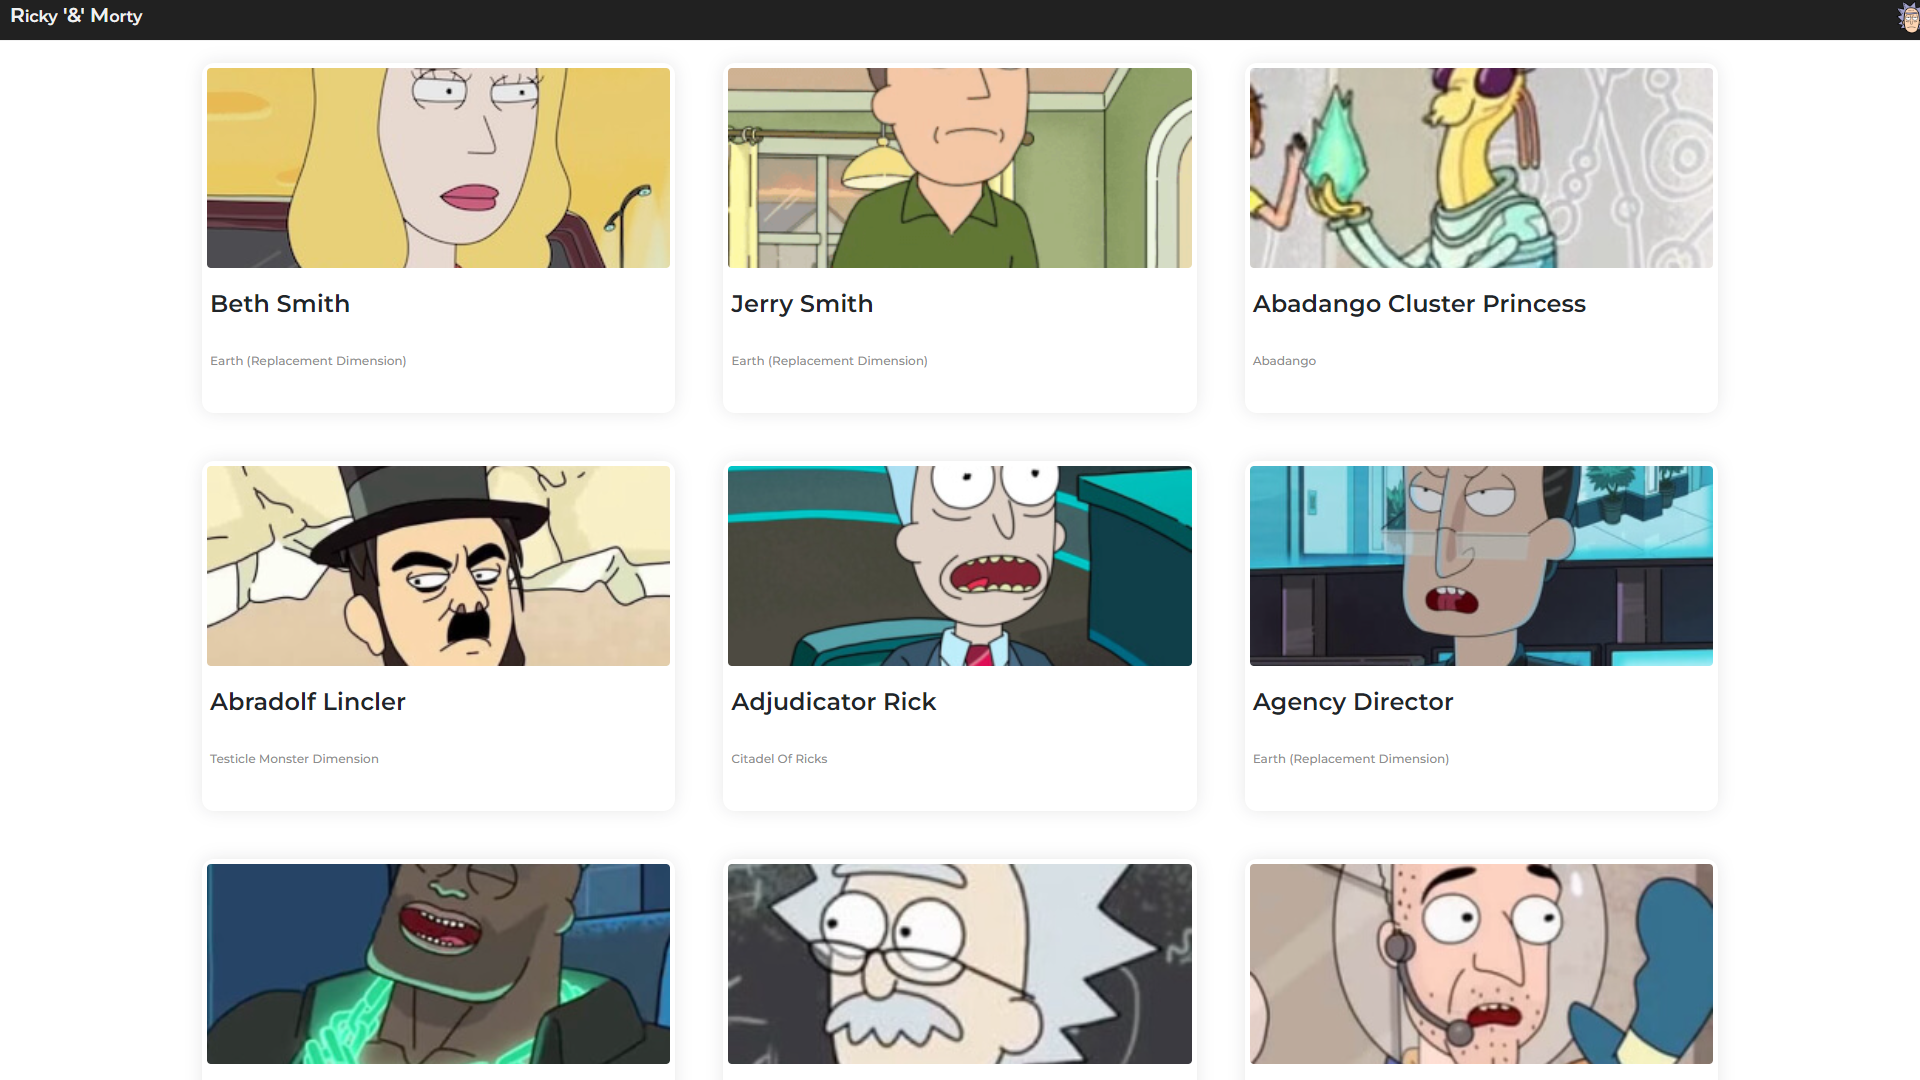 Ricky '&' Morty
Beth Smith
Earth (Replacement Dimension)
Jerry Smith
Earth (Replacement Dimension)
Abadango Cluster Princess
Abadango
Abradolf Lincler
Testicle Monster Dimension
Adjudicator Rick
Citadel Of Ricks
Agency Director
Earth (Replacement Dimension)